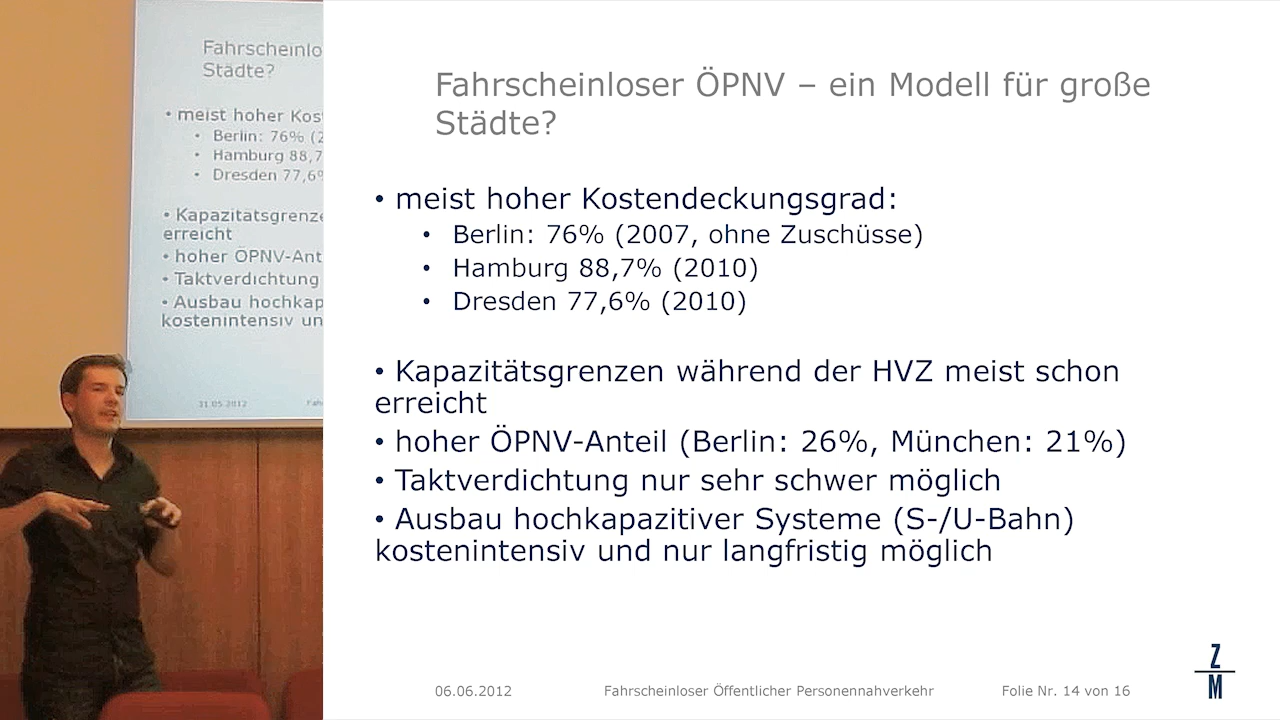 Fahrscheinlo
Städte?
• meist hoher Kos
• Berlin: 76% (2
• Hamburg 88,7
• Dresden 77,6%
• Kapazitätsgrenze
erreicht
• hoher ÖPNV-Ant
• Taktverdichtung
• Ausbau hochkap
kostenintensiv un
31.05.2012 Fah
Fahrscheinloser ÖPNV – ein Modell für große
Städte?
• meist hoher Kostendeckungsgrad:
• Berlin: 76% (2007, ohne Zuschüsse)
• Hamburg 88,7% (2010)
• Dresden 77,6% (2010)
• Kapazitätsgrenzen während der HVZ meist schon
erreicht
• hoher ÖPNV-Anteil (Berlin: 26%, München: 21%)
• Taktverdichtung nur sehr schwer möglich
• Ausbau hochkapazitiver Systeme (S-/U-Bahn)
kostenintensiv und nur langfristig möglich
06.06.2012 Fahrscheinloser Öffentlicher Personennahverkehr Folie Nr. 14 von 16
Z
M